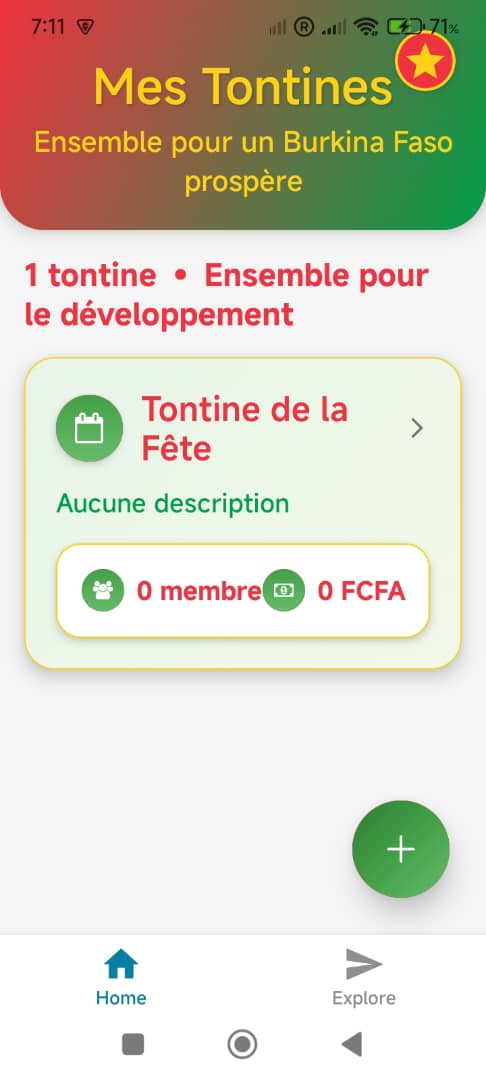 7:11
R
71%
Mes Tontines
Ensemble pour un Burkina Faso
prospère
1 tontine • Ensemble pour
le développement
Tontine de la
Fête
Aucune description
0 membre 0 FCFA
Home Explore